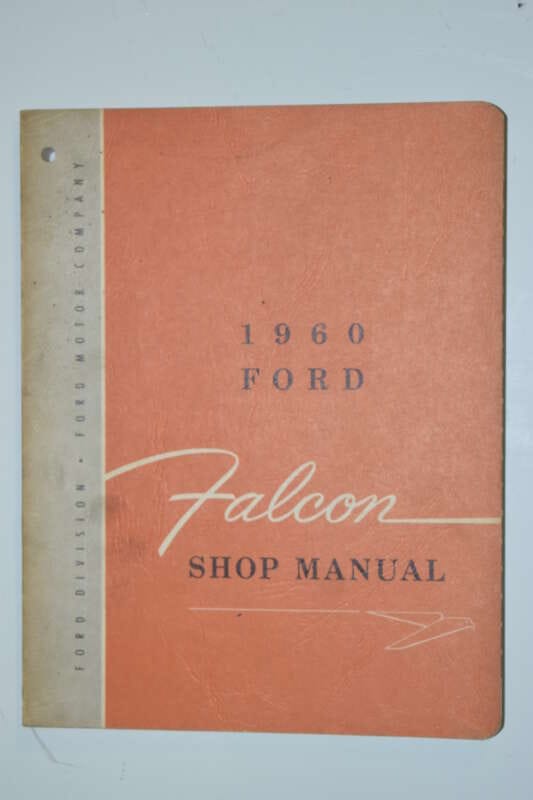 FORD DIVISION • FORD MOTOR COMPANY
1960
FORD
Falcon
SHOP MANUAL